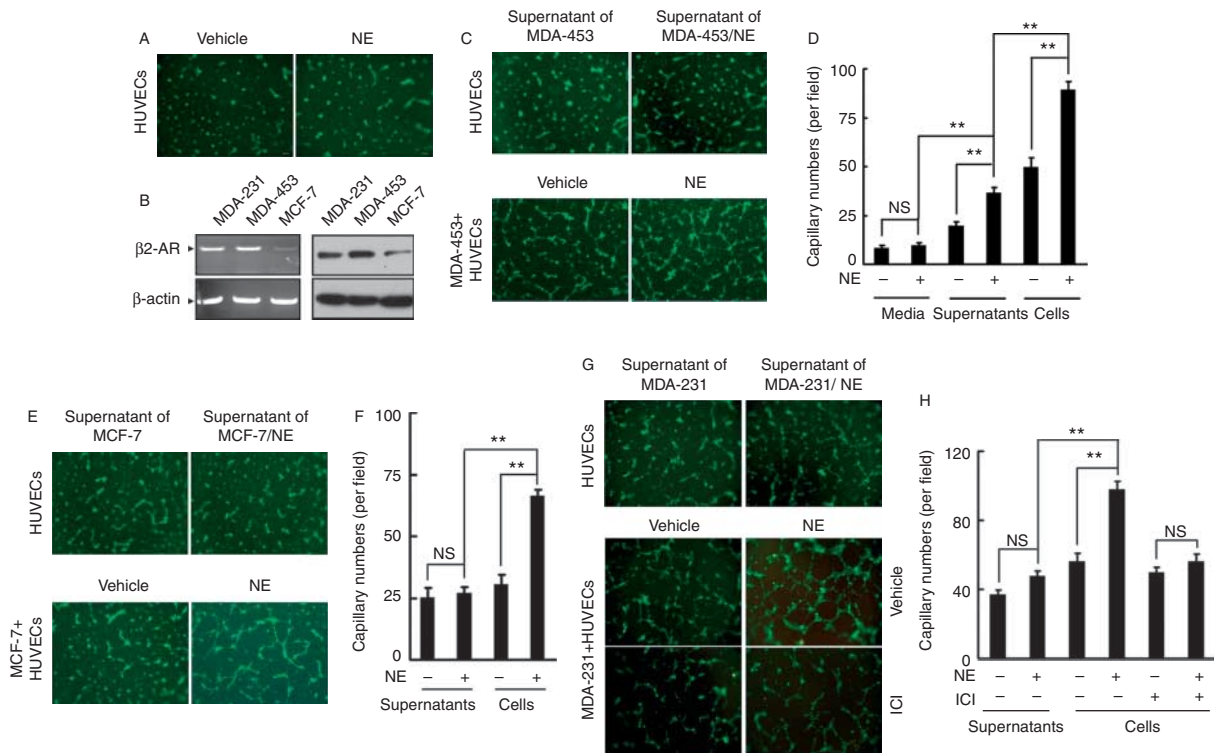 A
Vehicle
NE
HUVECs
B
MDA-231
MDA-453
MCF-7
MDA-231
MDA-453
MCF-7
β2-AR
β-actin
C
Supernatant of
MDA-453
Supernatant of
MDA-453/NE
HUVECs
Vehicle
NE
MDA-453+
HUVECs
D
Capillary numbers (per field)
100
75
50
25
0
NS
**
**
**
**
NE
– + – + – +
Media Supernatants Cells
E
Supernatant of
MCF-7
Supernatant of
MCF-7/NE
HUVECs
Vehicle
NE
MCF-7+
HUVECs
F
Capillary numbers (per field)
100
75
50
25
0
NS
**
**
NE
– + – +
Supernatants Cells
G
Supernatant of
MDA-231
Supernatant of
MDA-231/ NE
HUVECs
Vehicle
NE
MDA-231+HUVECs
Vehicle
ICI
H
Capillary numbers (per field)
120
80
40
0
NS
**
**
NS
NE – + – + – +
ICI – – – – + +
Supernatants Cells